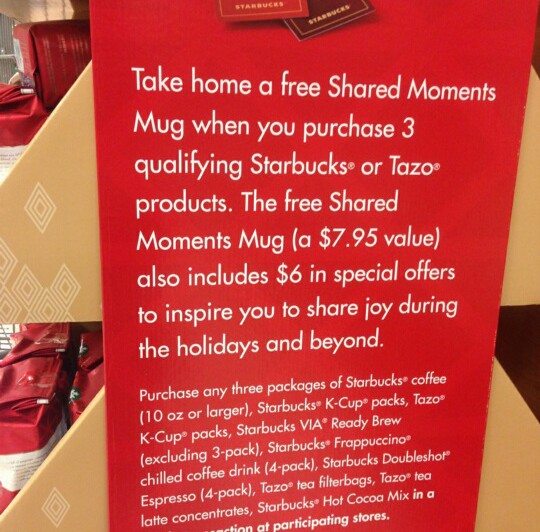 STARBUCKS
STARBUCKS
Take home a free Shared Moments
Mug when you purchase 3
qualifying Starbucks® or Tazo®
products. The free Shared
Moments Mug (a $7.95 value)
also includes $6 in special offers
to inspire you to share joy during
the holidays and beyond.
Purchase any three packages of Starbucks® coffee
(10 oz or larger), Starbucks® K-Cup® packs, Tazo®
K-Cup® packs, Starbucks VIA® Ready Brew
(excluding 3-pack), Starbucks® Frappuccino®
chilled coffee drink (4-pack), Starbucks Doubleshot®
Espresso (4-pack), Tazo® tea filterbags, Tazo® tea
latte concentrates, Starbucks® Hot Cocoa Mix in a
at participating stores.